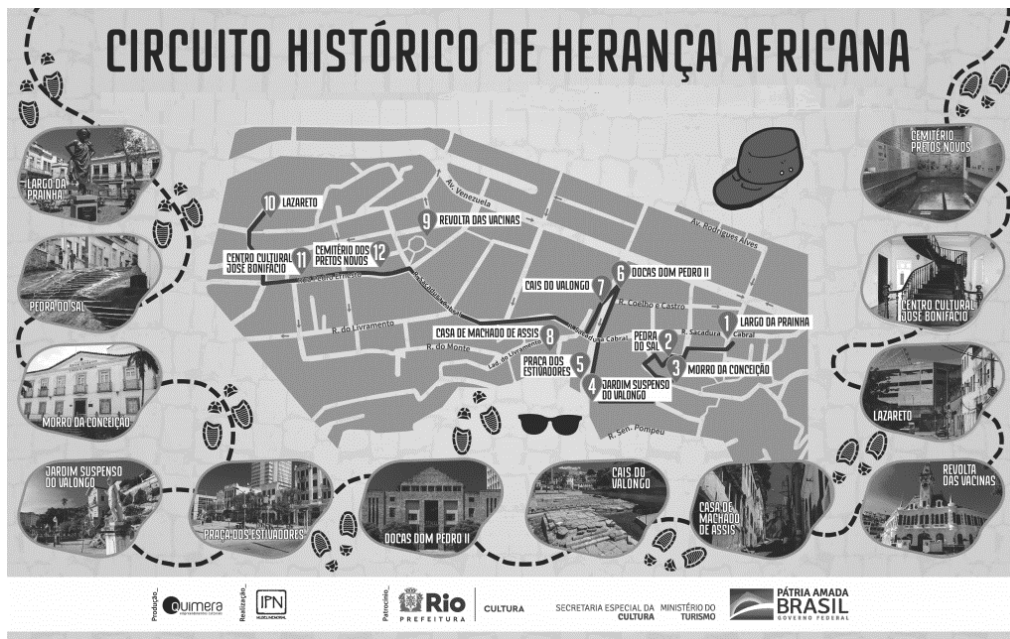 CIRCUITO HISTÓRICO DE HERANÇA AFRICANA
LARGO DA
PRAINHA
PEDRA DO SAL
MORRO DA CONCEIÇÃO
JARDIM SUSPENSO
DO VALONGO
PRAÇA DOS ESTIVADORES
DOCAS DOM PEDRO II
CAIS DO
VALONGO
CASA DE
MACHADO
DE ASSIS
REVOLTA
DAS VACINAS
LAZARETO
CENTRO CULTURAL
JOSÉ BONIFÁCIO
CEMITÉRIO
PRETOS NOVOS
10 LAZARETO
9 REVOLTA DAS VACINAS
Av. Venezuela
Av. Rodrigues Alves
CENTRO CULTURAL
JOSÉ BONIFÁCIO
11
CEMITÉRIO DOS
PRETOS NOVOS
12
6 DOCAS DOM PEDRO II
CAIS DO VALONGO 7
R. Coelho e Castro
R. do Livramento
R. do Monte
CASA DE MACHADO DE ASSIS
8
Sacadura Cabral
PEDRA
DO SAL
2
R. Sacadura
Cabral
1 LARGO DA PRAINHA
3 MORRO DA CONCEIÇÃO
PRAÇA DOS
ESTIVADORES
5
4 JARDIM SUSPENSO
DO VALONGO
R. Sen. Pompeu
Produção_
Quimera
Realização_
IPN
Patrocínio_
Rio
PREFEITURA
CULTURA
SECRETARIA ESPECIAL DA
CULTURA
MINISTÉRIO DO
TURISMO
PÁTRIA AMADA
BRASIL
GOVERNO FEDERAL